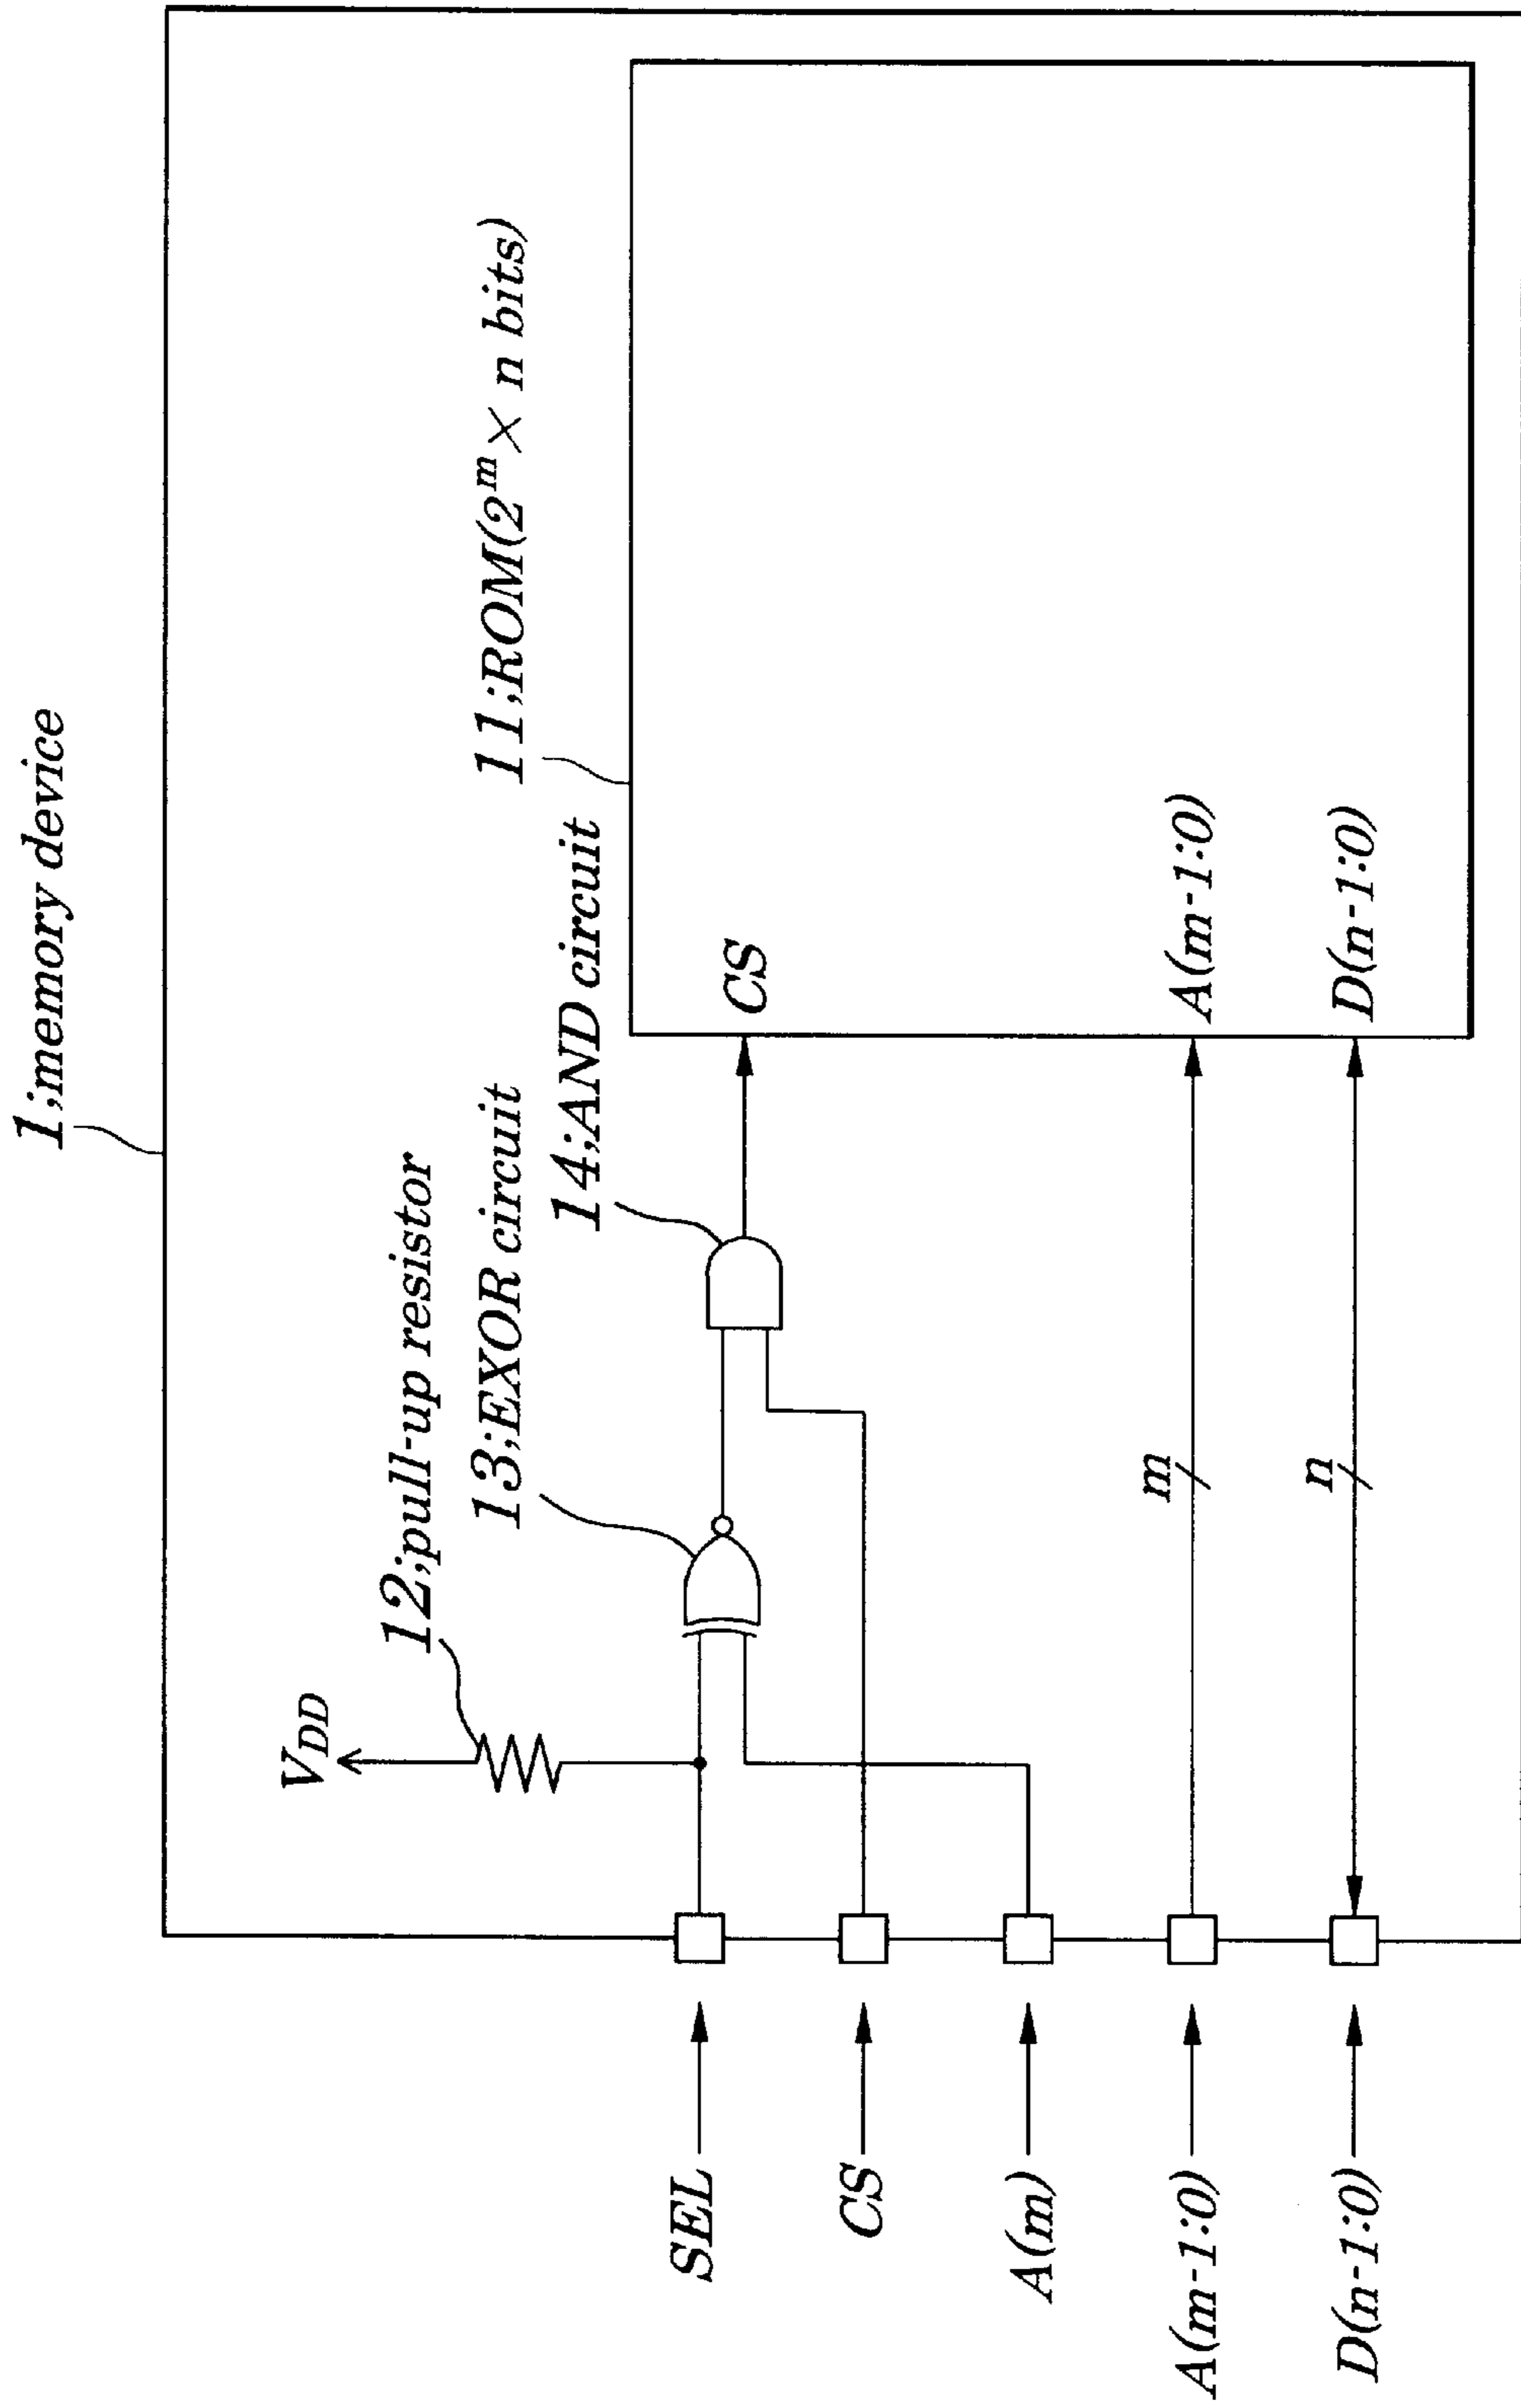 1;memory device
11;ROM(2^m × n bits)
12;pull-up resistor
13;EXOR circuit
14;AND circuit
V_DD
SEL
CS
A(m)
A(m-1:0)
D(n-1:0)
m
n
CS
A(m-1:0)
D(n-1:0)